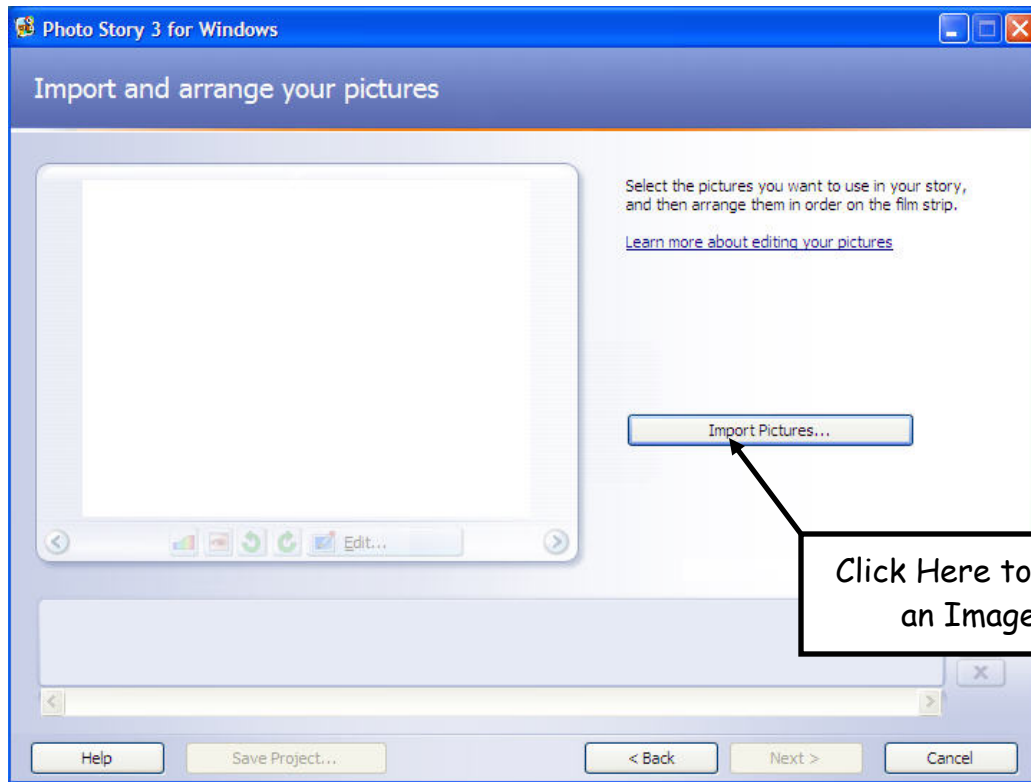 Photo Story 3 for Windows
Import and arrange your pictures
Select the pictures you want to use in your story,
and then arrange them in order on the film strip.
Learn more about editing your pictures
Import Pictures...
Edit...
Click Here to
an Image
Help
Save Project...
< Back
Next >
Cancel